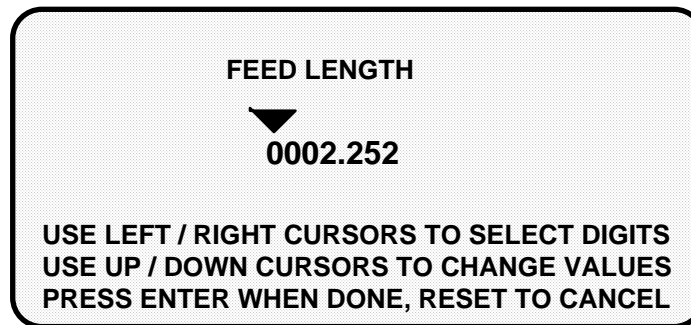 FEED LENGTH
0002.252
USE LEFT / RIGHT CURSORS TO SELECT DIGITS
USE UP / DOWN CURSORS TO CHANGE VALUES
PRESS ENTER WHEN DONE, RESET TO CANCEL